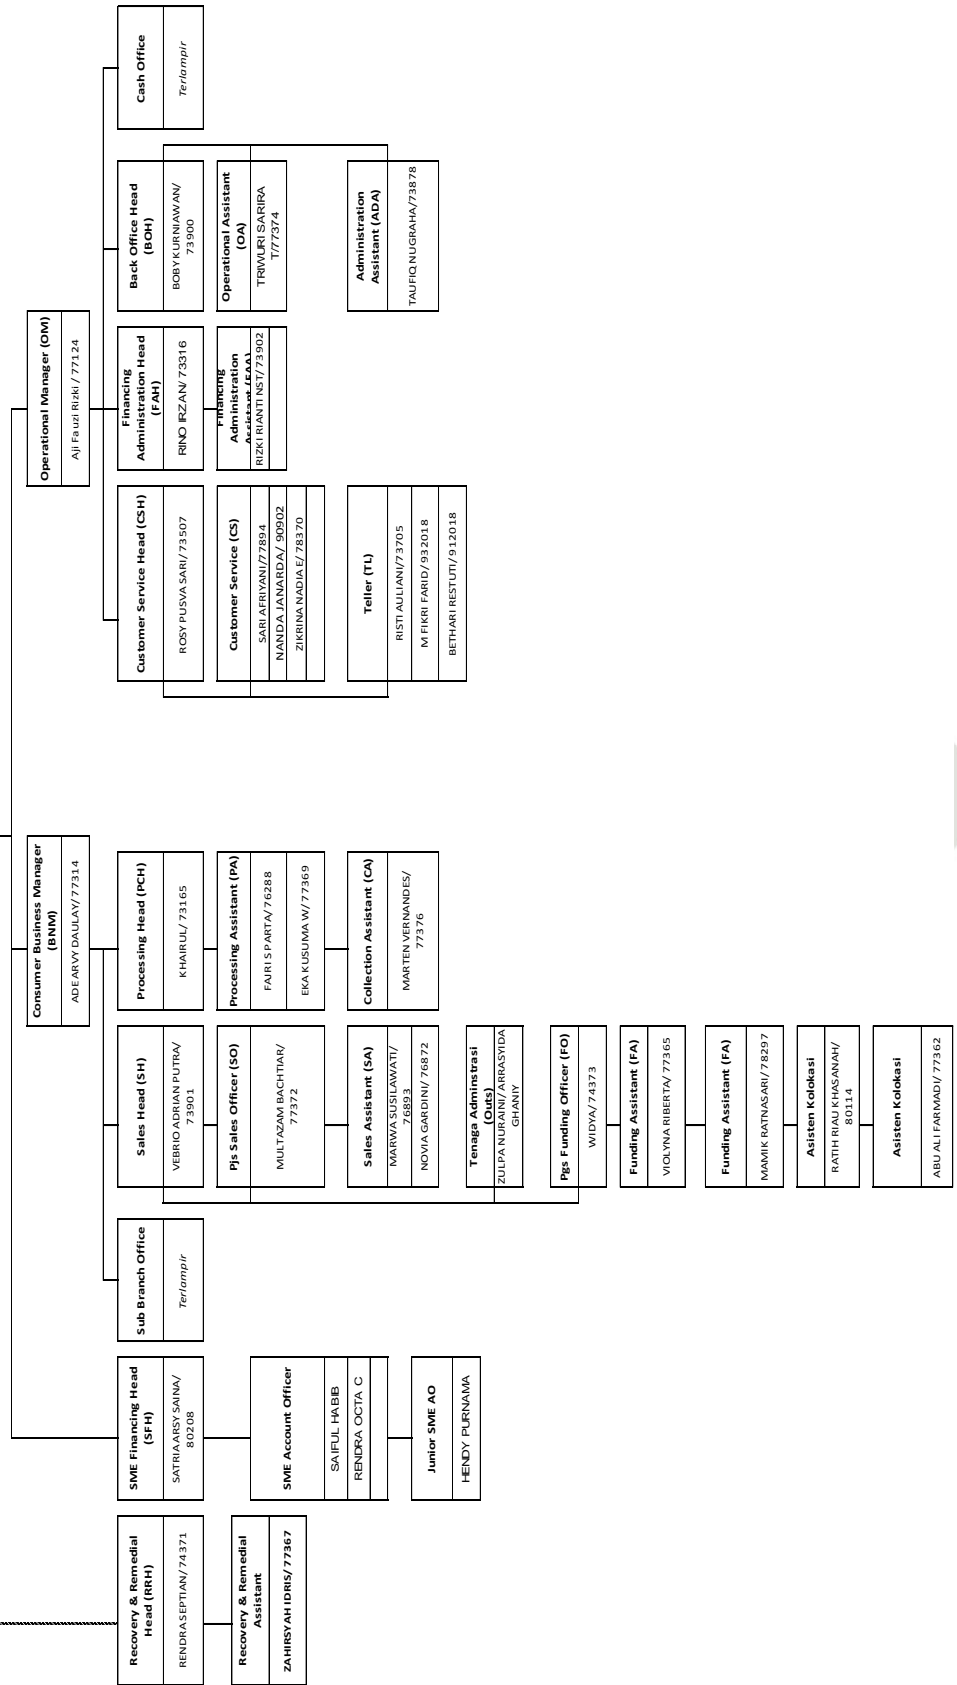 Operational Manager (OM)
Aji Fauzi Rizki / 77124
Consumer Business Manager
(BNM)
ADE ARVY DAULAY/ 77314
Recovery & Remedial
Head (RRH)
RENDRA SEPTIAN/ 74371
Recovery & Remedial
Assistant
ZAHIRSYAH IDRIS/ 77367
SME Financing Head
(SFH)
SATRIA ARSY SAINA/
80208
SME Account Officer
SAIFUL HABIB
RENDRA OCTA C
Junior SME AO
HENDY PURNAMA
Sub Branch Office
Terlampir
Sales Head (SH)
VEBRIO ADRIAN PUTRA/
73901
Pjs Sales Officer (SO)
MULTAZAM BACHTIAR/
77372
Sales Assistant (SA)
MARWA SUSILAWATI/
76893
NOVIA GARDINI/ 76872
Tenaga Adminstrasi
(Outs)
ZULPA NURAINI/ ARRASYIDA
GHANIY
Pgs Funding Officer (FO)
WIDYA/ 74373
Funding Assistant (FA)
VIOLYNA RIBERTA/ 77365
Funding Assistant (FA)
MAMIK RATNASARI/ 78297
Asisten Kolokasi
RATIH RIAU KHASANAH/
80114
Asisten Kolokasi
ABU ALI FARMADI/ 77362
Processing Head (PCH)
KHAIRUL/ 73165
Processing Assistant (PA)
FAJRI S PARTA/ 76288
EKA KUSUMA W/ 77369
Collection Assistant (CA)
MARTEN VERNANDES/
77376
Customer Service Head (CSH)
ROSY PUSVA SARI/ 73507
Customer Service (CS)
SARI AFRIYANI/77894
NANDA JANARDA/ 90902
ZIKRINA NADIA E/ 78370
Teller (TL)
RISTI AULIANI/73705
M FIKRI FARID/ 932018
BETHARI RESTUTI/ 912018
Financing
Administration Head
(FAH)
RINO IRZAN/ 73316
Financing
Administration
Assistant (FAA)
RIZKI RIANTI NST/ 73902
Back Office Head
(BOH)
BOBY KURNIAWAN/
73900
Operational Assistant
(OA)
TRIWURI SARIRA
T/77374
Administration
Assistant (ADA)
TAUFIQ NUGRAHA/73878
Cash Office
Terlampir